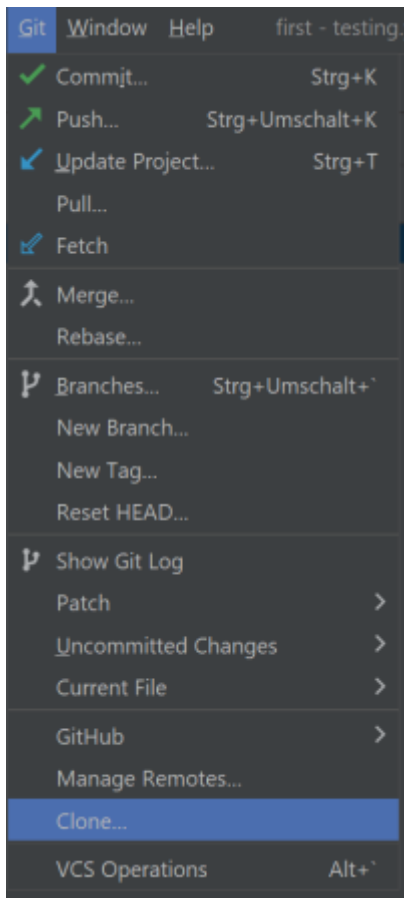 Git Window Help first - testing.
Commit... Strg+K
Push... Strg+Umschalt+K
Update Project... Strg+T
Pull...
Fetch
Merge...
Rebase...
Branches... Strg+Umschalt+`
New Branch...
New Tag...
Reset HEAD...
Show Git Log
Patch
Uncommitted Changes
Current File
GitHub
Manage Remotes...
Clone...
VCS Operations Alt+`